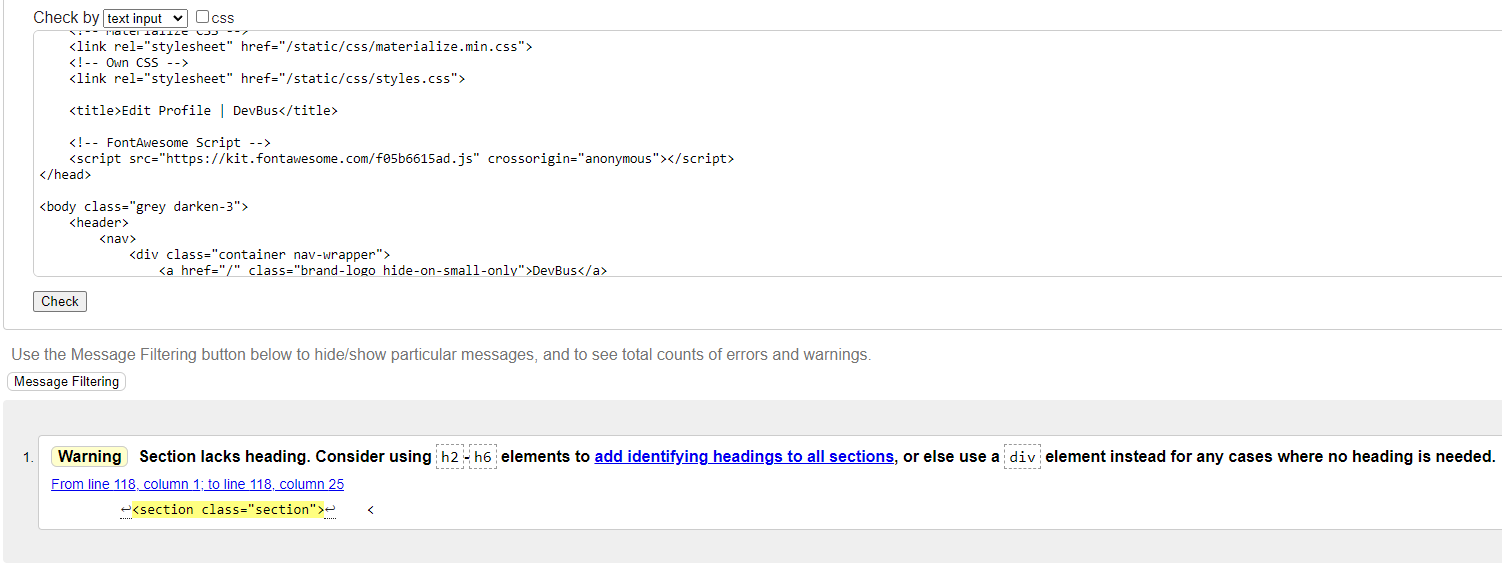 Check by text input css
<!-- Materialize CSS -->
<link rel="stylesheet" href="/static/css/materialize.min.css">
<!-- Own CSS -->
<link rel="stylesheet" href="/static/css/styles.css">
<title>Edit Profile | DevBus</title>
<!-- FontAwesome Script -->
<script src="https://kit.fontawesome.com/f05b6615ad.js" crossorigin="anonymous"></script>
</head>
<body class="grey darken-3">
<header>
<nav>
<div class="container nav-wrapper">
<a href="/" class="brand-logo hide-on-small-only">DevBus</a>
Check
Use the Message Filtering button below to hide/show particular messages, and to see total counts of errors and warnings.
Message Filtering
1. Warning Section lacks heading. Consider using h2-h6 elements to add identifying headings to all sections, or else use a div element instead for any cases where no heading is needed.
From line 118, column 1; to line 118, column 25
↩<section class="section">↩ <